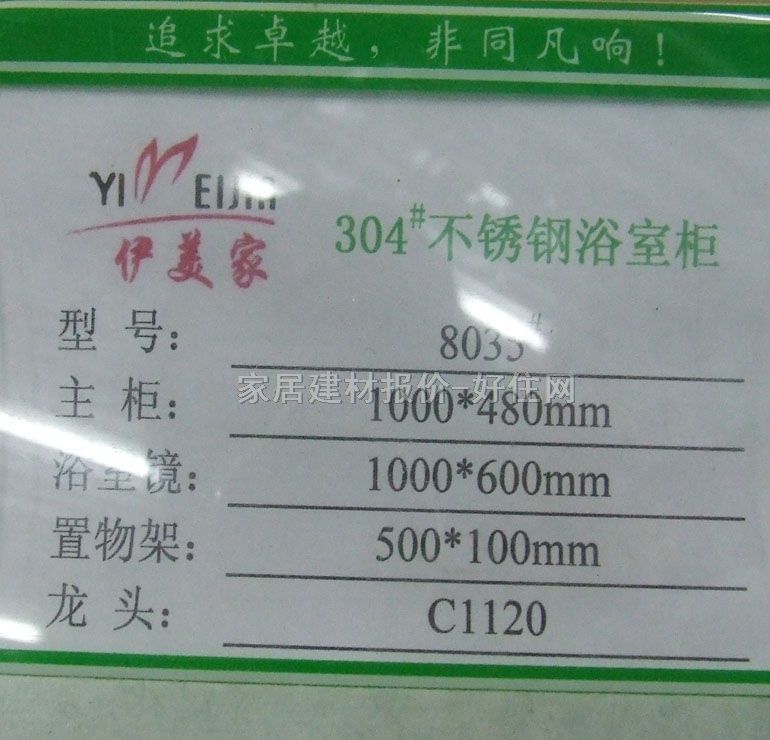 追求卓越，非同凡响！
YIMEIJIA
伊美家
304#不锈钢浴室柜
型 号： 8035#
家居建材报价-好住网
主 柜： 1000*480mm
浴室镜： 1000*600mm
置物架： 500*100mm
龙 头： C1120